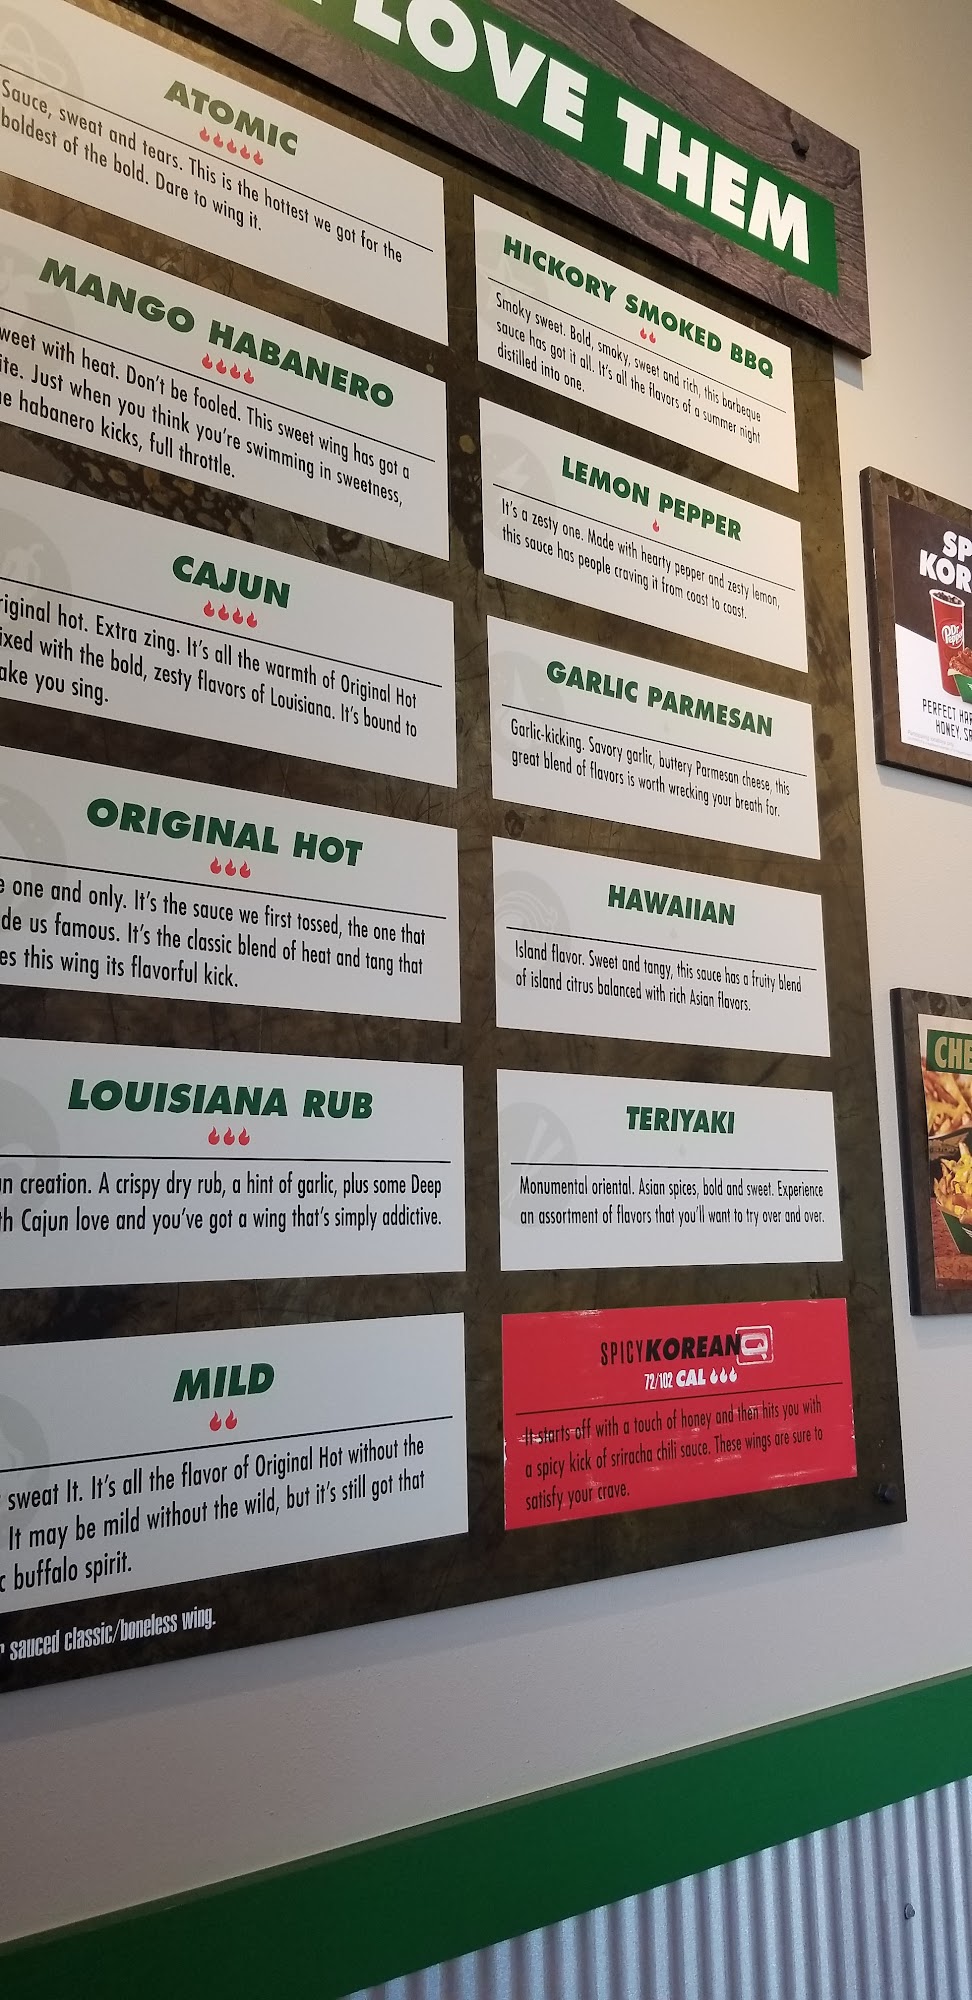 LOVE THEM
ATOMIC
Sauce, sweat and tears. This is the hottest we got for the
boldest of the bold. Dare to wing it.
MANGO HABANERO
weet with heat. Don't be fooled. This sweet wing has got a
ite. Just when you think you're swimming in sweetness,
e habanero kicks, full throttle.
CAJUN
riginal hot. Extra zing. It's all the warmth of Original Hot
ixed with the bold, zesty flavors of Louisiana. It's bound to
ake you sing.
ORIGINAL HOT
e one and only. It's the sauce we first tossed, the one that
de us famous. It's the classic blend of heat and tang that
es this wing its flavorful kick.
LOUISIANA RUB
n creation. A crispy dry rub, a hint of garlic, plus some Deep
th Cajun love and you've got a wing that's simply addictive.
MILD
sweat It. It's all the flavor of Original Hot without the
It may be mild without the wild, but it's still got that
c buffalo spirit.
r sauced classic/boneless wing.
HICKORY SMOKED BBQ
Smoky sweet. Bold, smoky, sweet and rich, this barbeque
sauce has got it all. It's all the flavors of a summer night
distilled into one.
LEMON PEPPER
It's a zesty one. Made with hearty pepper and zesty lemon,
this sauce has people craving it from coast to coast.
GARLIC PARMESAN
Garlic-kicking. Savory garlic, buttery Parmesan cheese, this
great blend of flavors is worth wrecking your breath for.
HAWAIIAN
Island flavor. Sweet and tangy, this sauce has a fruity blend
of island citrus balanced with rich Asian flavors.
TERIYAKI
Monumental oriental. Asian spices, bold and sweet. Experience
an assortment of flavors that you'll want to try over and over.
SPICY KOREAN Q
72/102 CAL
It starts off with a touch of honey and then hits you with
a spicy kick of sriracha chili sauce. These wings are sure to
satisfy your crave.
SP
KOR
Dr Pepper
PERFECT HAR
HONEY, SR
CHE